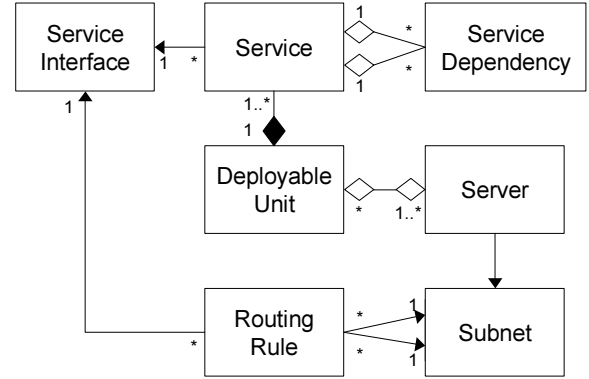 Service
Interface
Service
Service
Dependency
1
*
1
*
1
*
1
1
1..*
1
Deployable
Unit
Server
*
1..*
Routing
Rule
Subnet
*
*
1
*
1